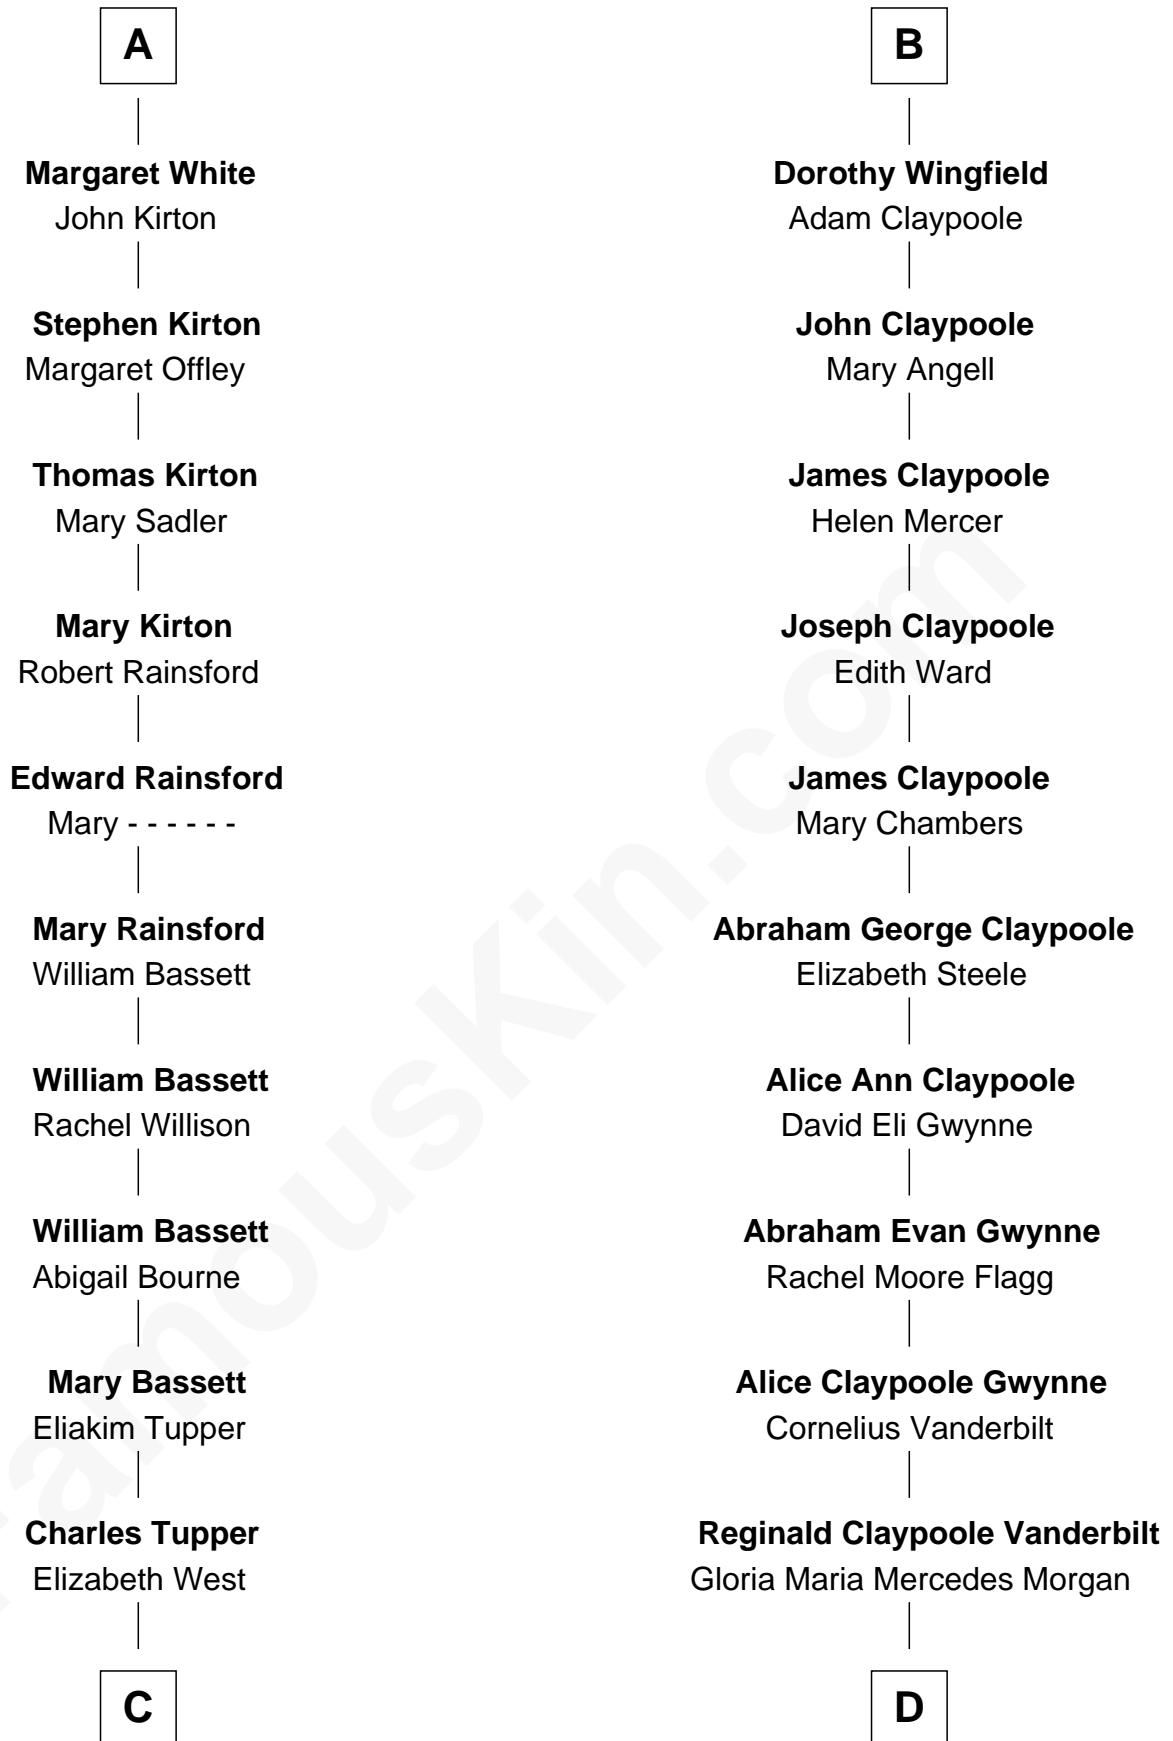 A
B
Margaret White
John Kirton
Dorothy Wingfield
Adam Claypoole
Stephen Kirton
Margaret Offley
John Claypoole
Mary Angell
Thomas Kirton
Mary Sadler
James Claypoole
Helen Mercer
Mary Kirton
Robert Rainsford
Joseph Claypoole
Edith Ward
Edward Rainsford
Mary - - - - - -
James Claypoole
Mary Chambers
Mary Rainsford
William Bassett
Abraham George Claypoole
Elizabeth Steele
William Bassett
Rachel Willison
Alice Ann Claypoole
David Eli Gwynne
William Bassett
Abigail Bourne
Abraham Evan Gwynne
Rachel Moore Flagg
Mary Bassett
Eliakim Tupper
Alice Claypoole Gwynne
Cornelius Vanderbilt
Charles Tupper
Elizabeth West
Reginald Claypoole Vanderbilt
Gloria Maria Mercedes Morgan
C
D
FamousKin.com